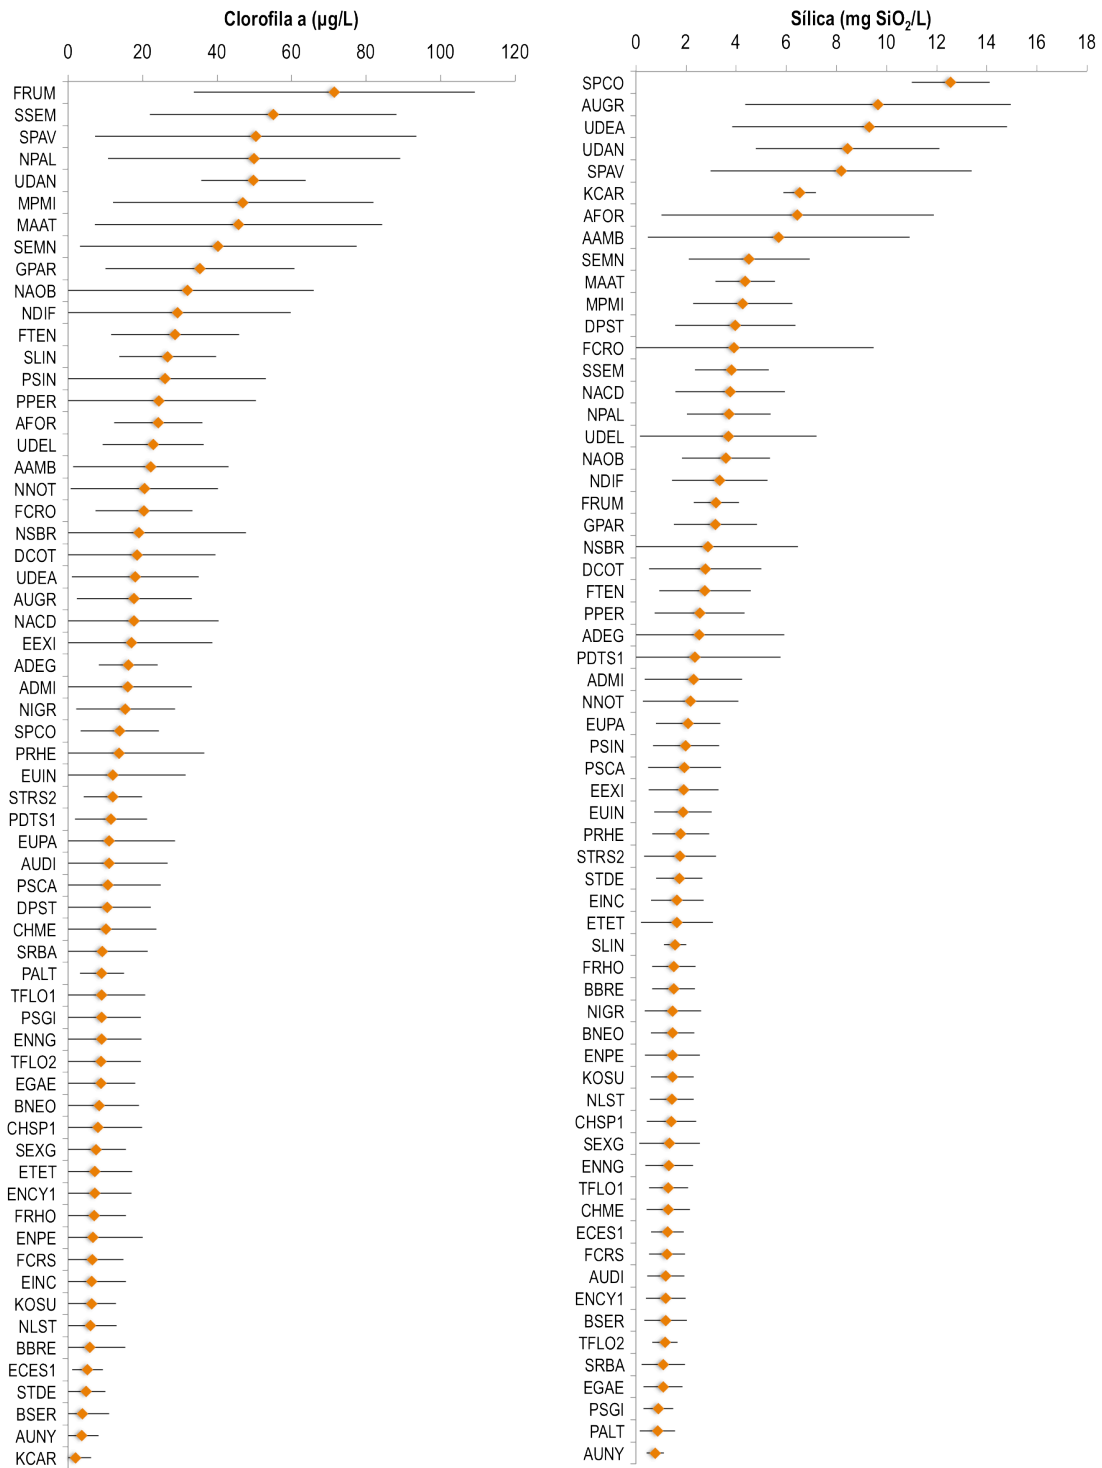 Clorofila a (µg/L)
0 20 40 60 80 100 120
FRUM
SSEM
SPAV
NPAL
UDAN
MPMI
MAAT
SEMN
GPAR
NAOB
NDIF
FTEN
SLIN
PSIN
PPER
AFOR
UDEL
AAMB
NNOT
FCRO
NSBR
DCOT
UDEA
AUGR
NACD
EEXI
ADEG
ADMI
NIGR
SPCO
PRHE
EUIN
STRS2
PDTS1
EUPA
AUDI
PSCA
DPST
CHME
SRBA
PALT
TFLO1
PSGI
ENNG
TFLO2
EGAE
BNEO
CHSP1
SEXG
ETET
ENCY1
FRHO
ENPE
FCRS
EINC
KOSU
NLST
BBRE
ECES1
STDE
BSER
AUNY
KCAR
Sílica (mg SiO₂/L)
0 2 4 6 8 10 12 14 16 18
SPCO
AUGR
UDEA
UDAN
SPAV
KCAR
AFOR
AAMB
SEMN
MAAT
MPMI
DPST
FCRO
SSEM
NACD
NPAL
UDEL
NAOB
NDIF
FRUM
GPAR
NSBR
DCOT
FTEN
PPER
ADEG
PDTS1
ADMI
NNOT
EUPA
PSIN
PSCA
EEXI
EUIN
PRHE
STRS2
STDE
EINC
ETET
SLIN
FRHO
BBRE
NIGR
BNEO
ENPE
KOSU
NLST
CHSP1
SEXG
ENNG
TFLO1
CHME
ECES1
FCRS
AUDI
ENCY1
BSER
TFLO2
SRBA
EGAE
PSGI
PALT
AUNY